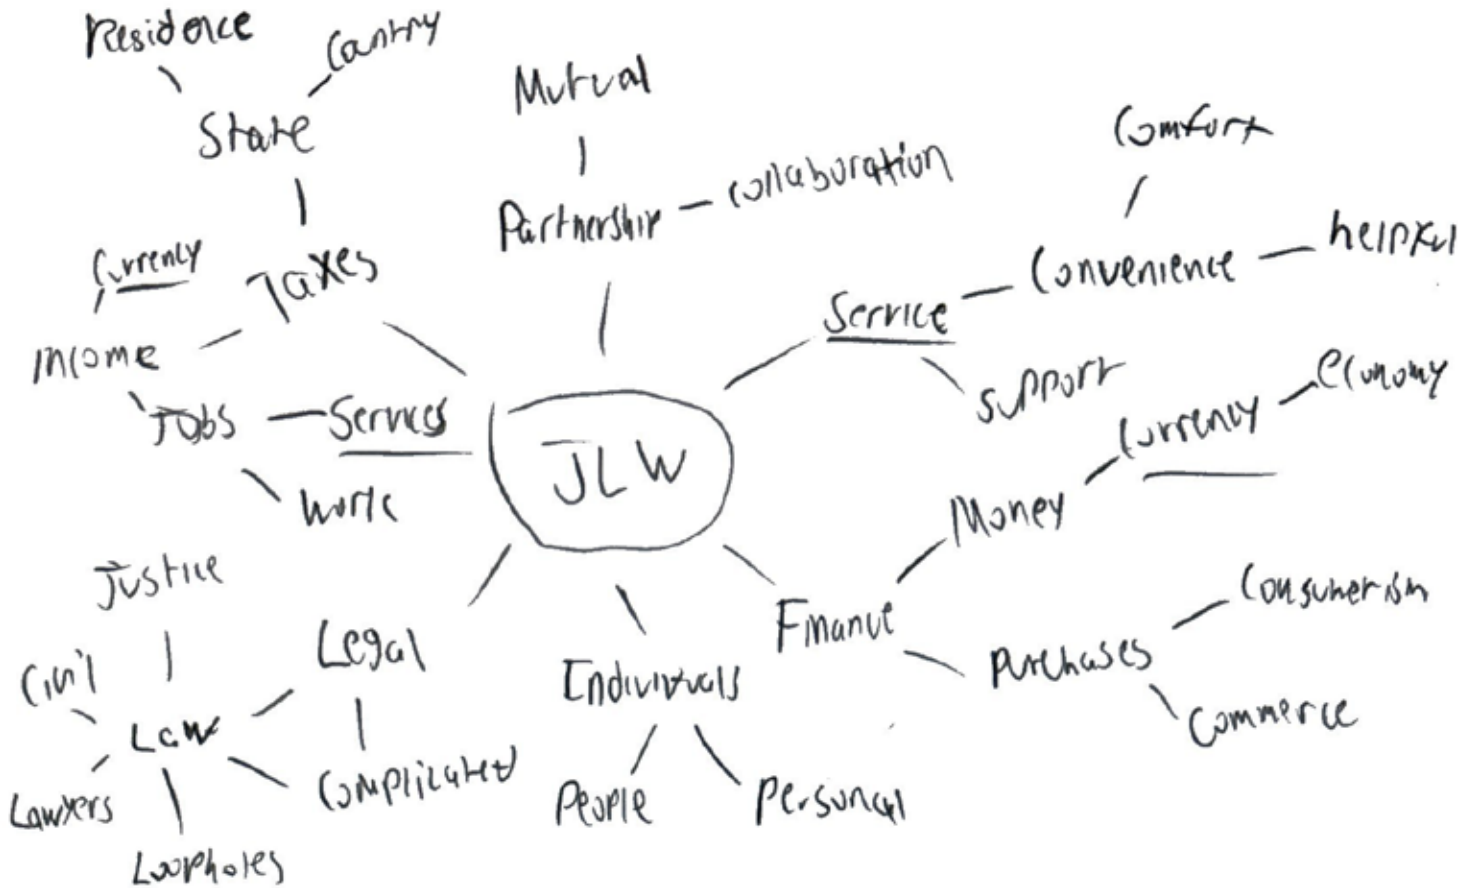 Residence
Country
State
Mutual
Partnership
collaboration
Comfort
Convenience
helpful
Service
support
Taxes
Currency
Income
Jobs
Services
Work
JLW
Currency
economy
Money
Finance
Purchases
Consumerism
Commerce
Justice
Civil
Law
Lawyers
Loopholes
Legal
Complicated
Individuals
People
Personal